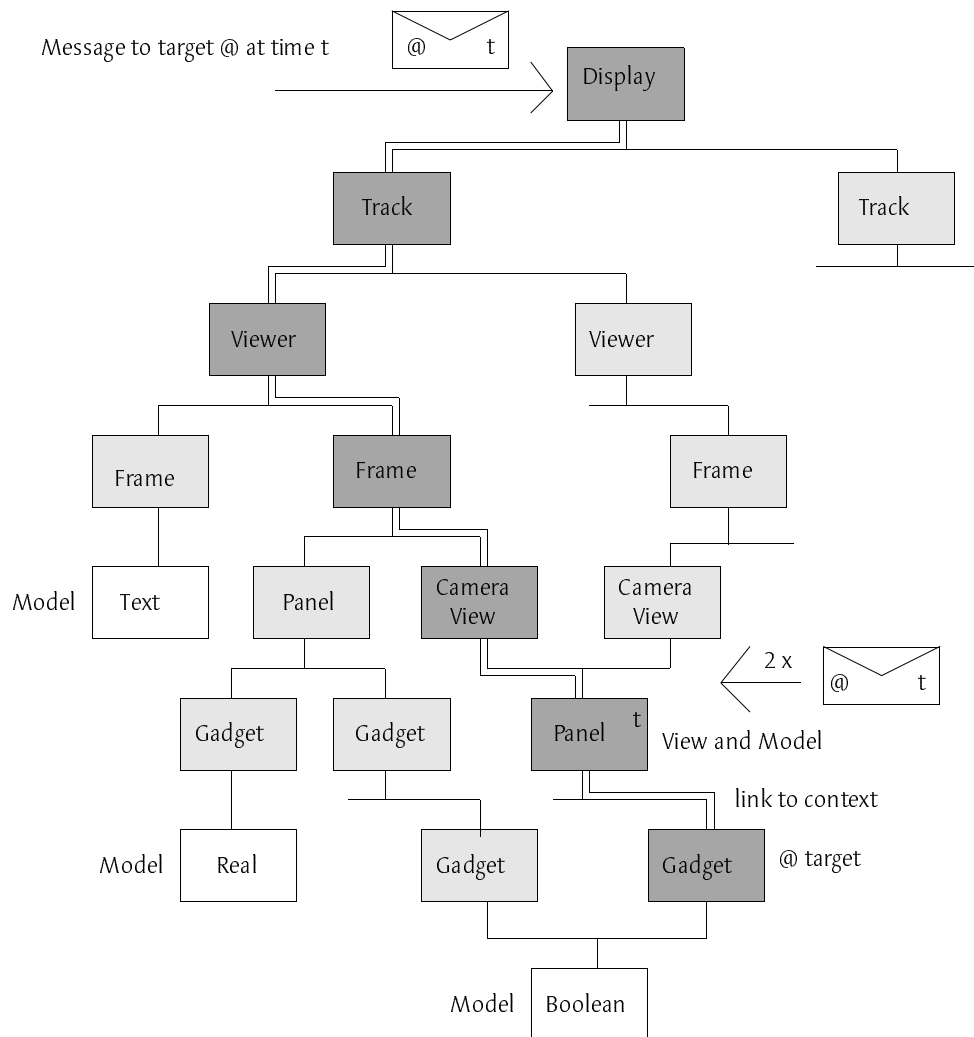 Message to target @ at time t
@ t
Display
Track
Track
Viewer
Viewer
Frame
Frame
Frame
Model
Text
Panel
Camera
View
Camera
View
2 x
@ t
Gadget
Gadget
Panel
t
View and Model
link to context
Model
Real
Gadget
Gadget
@ target
Model
Boolean